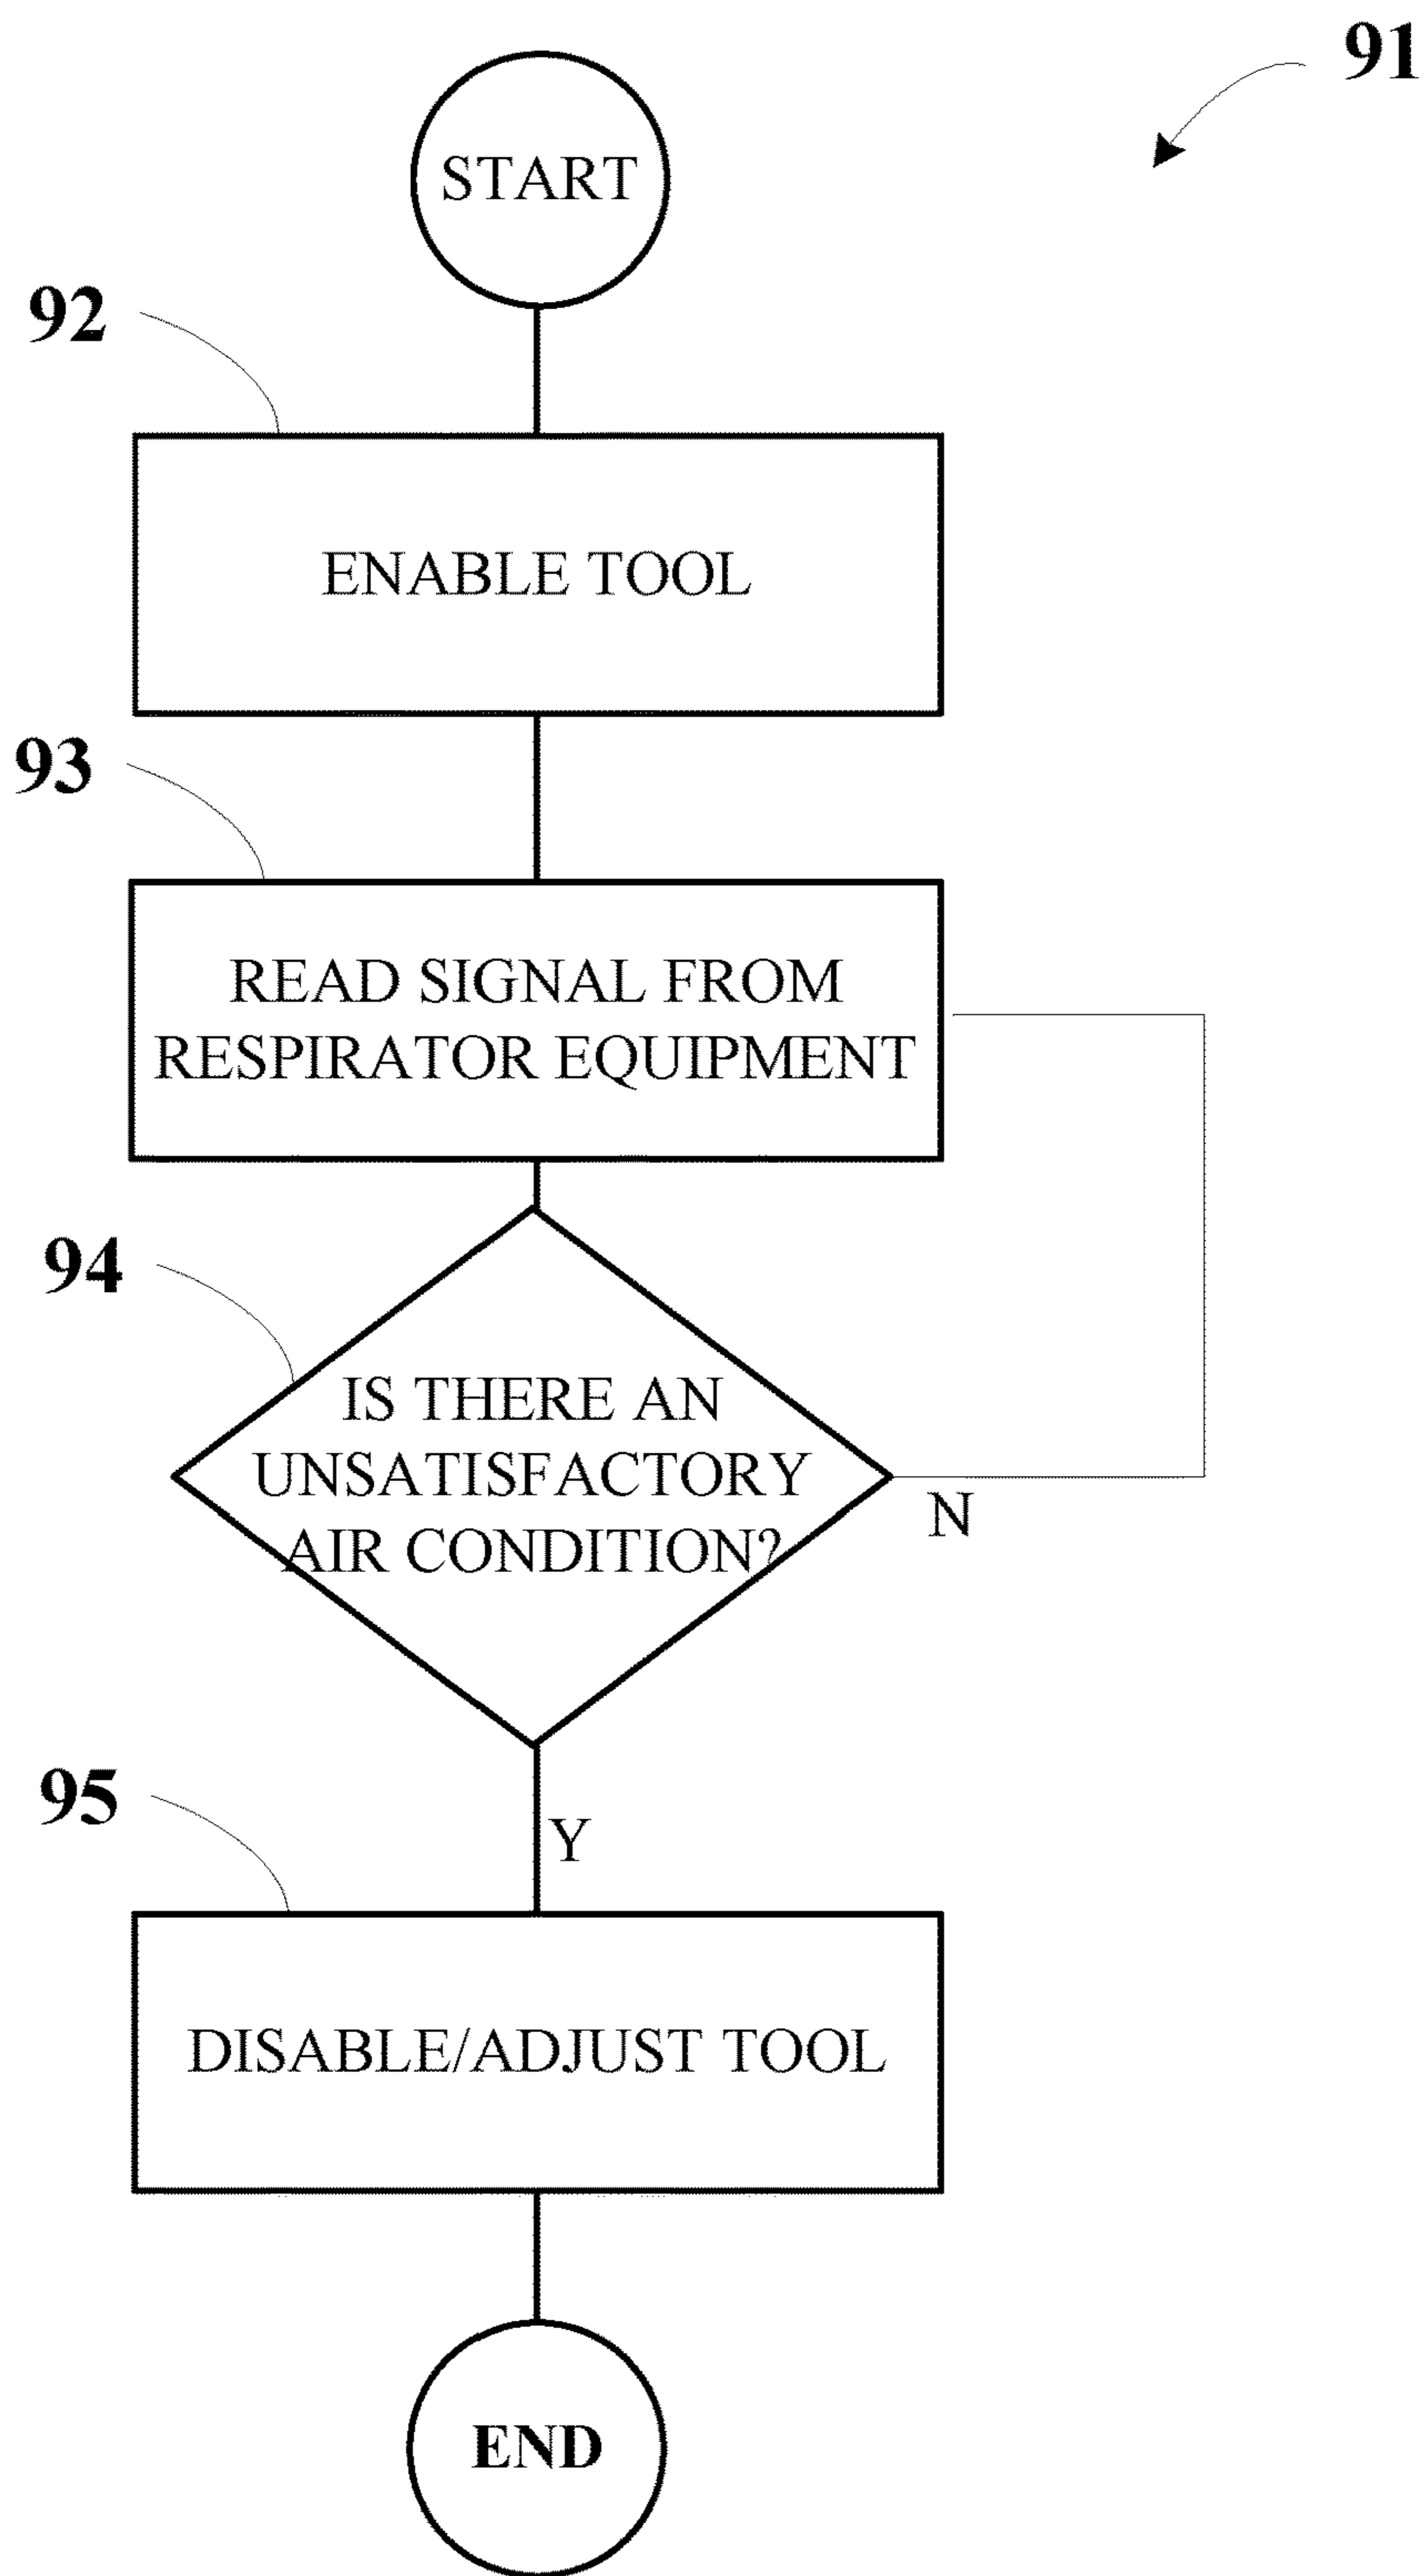 91
START
92
ENABLE TOOL
93
READ SIGNAL FROM
RESPIRATOR EQUIPMENT
94
IS THERE AN
UNSATISFACTORY
AIR CONDITION?
N
Y
95
DISABLE/ADJUST TOOL
END